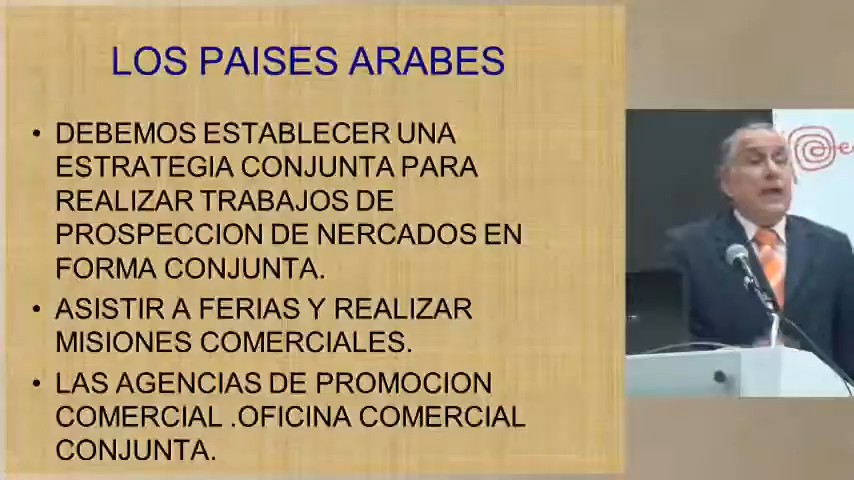 LOS PAISES ARABES
• DEBEMOS ESTABLECER UNA
ESTRATEGIA CONJUNTA PARA
REALIZAR TRABAJOS DE
PROSPECCION DE NERCADOS EN
FORMA CONJUNTA.
• ASISTIR A FERIAS Y REALIZAR
MISIONES COMERCIALES.
• LAS AGENCIAS DE PROMOCION
COMERCIAL .OFICINA COMERCIAL
CONJUNTA.